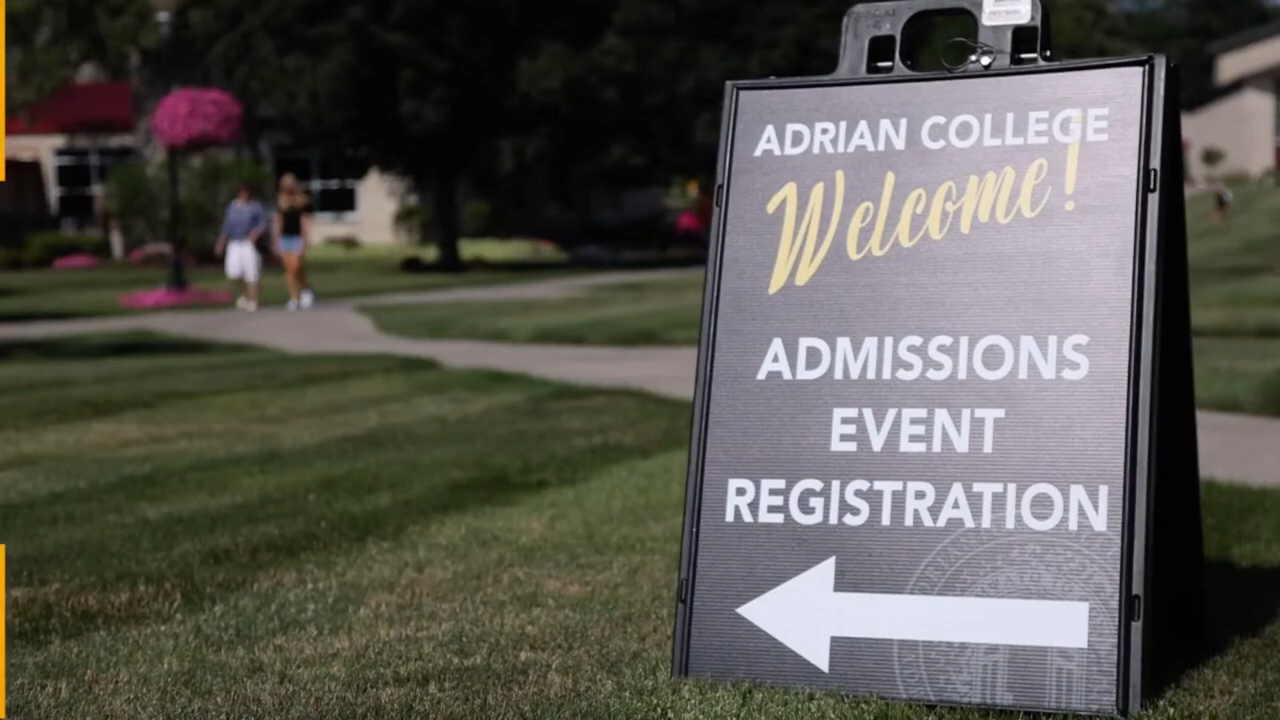 ADRIAN COLLEGE
Welcome!
ADMISSIONS
EVENT
REGISTRATION